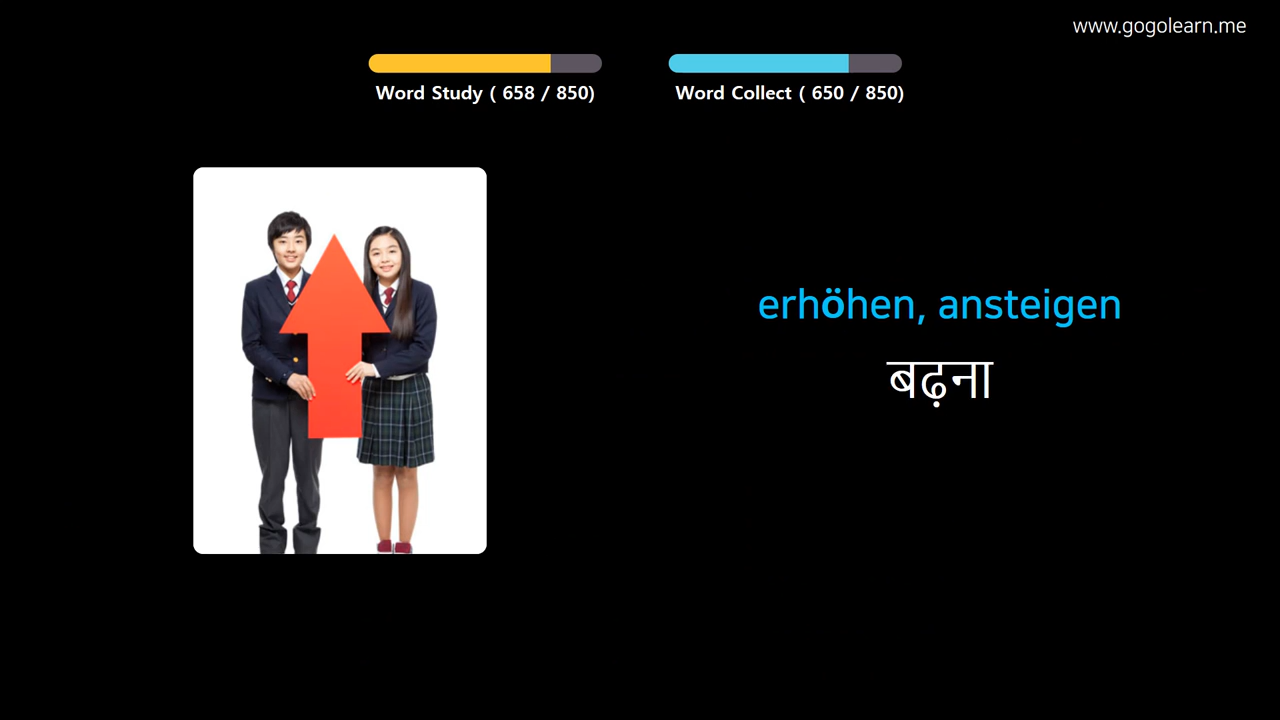 www.gogolearn.me
Word Study ( 658 / 850)
Word Collect ( 650 / 850)
erhöhen, ansteigen
बढ़ना